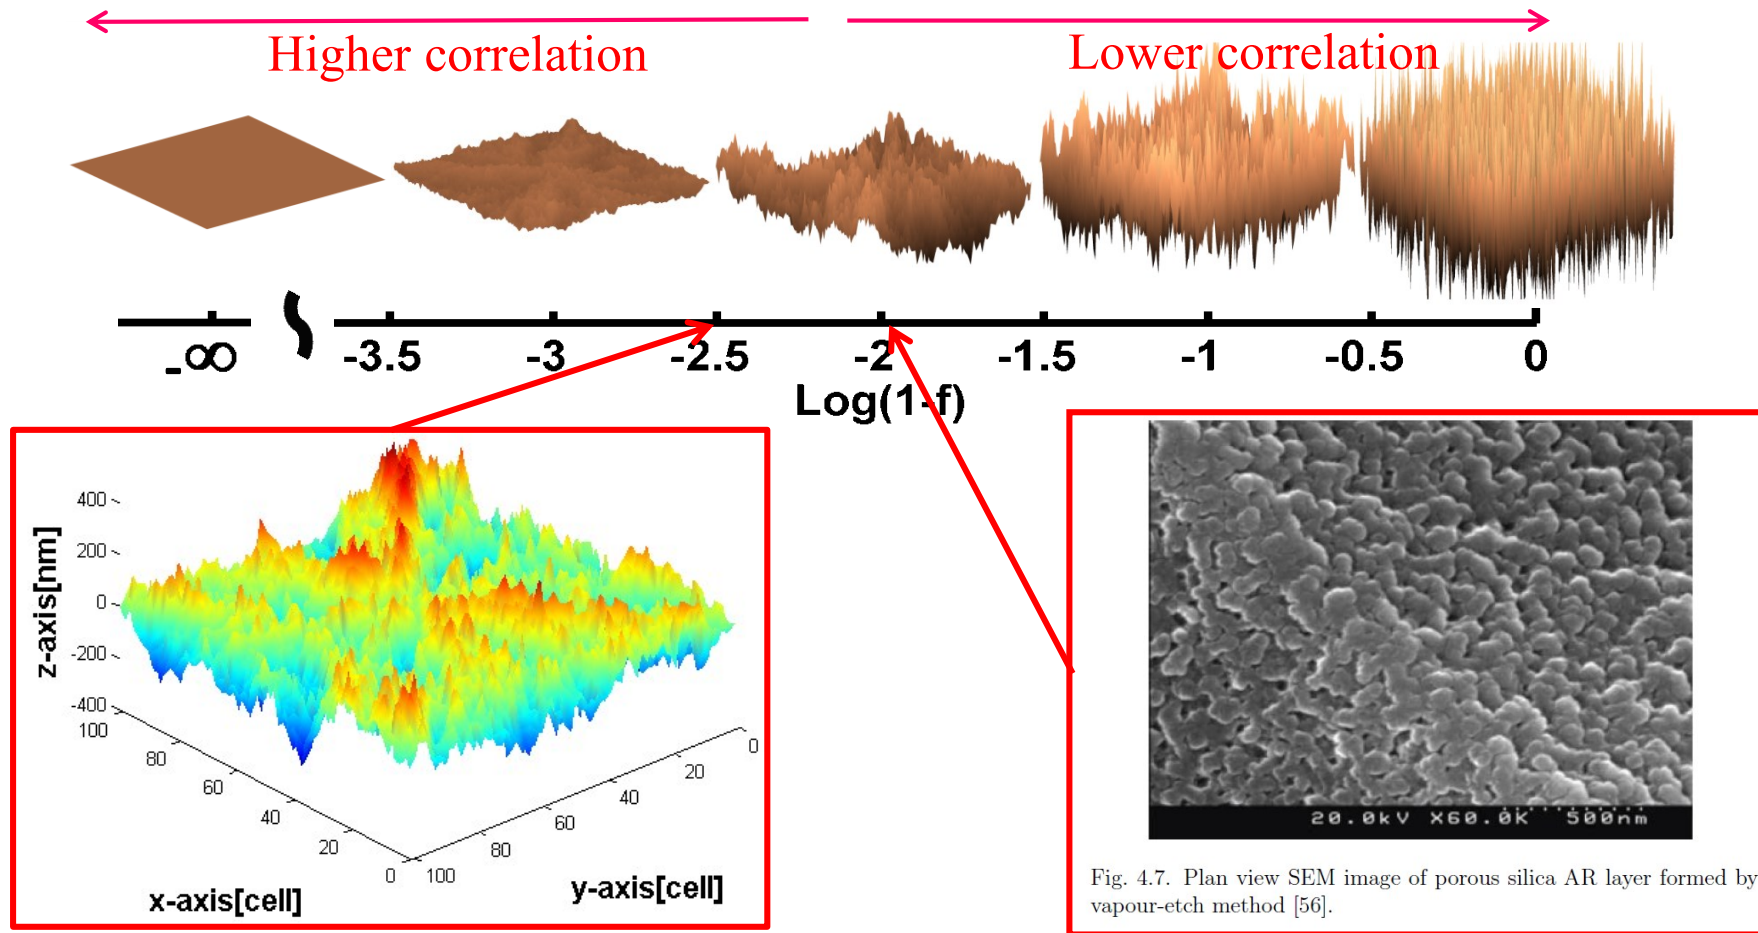 Higher correlation
Lower correlation
-∞
-3.5
-3
-2.5
-2
-1.5
-1
-0.5
0
Log(1-f)
z-axis[nm]
400
200
0
-200
-400
100
80
60
40
20
0
x-axis[cell]
100
80
60
40
20
0
y-axis[cell]
20.0kV X60.0K 500nm
Fig. 4.7. Plan view SEM image of porous silica AR layer formed by
vapour-etch method [56].